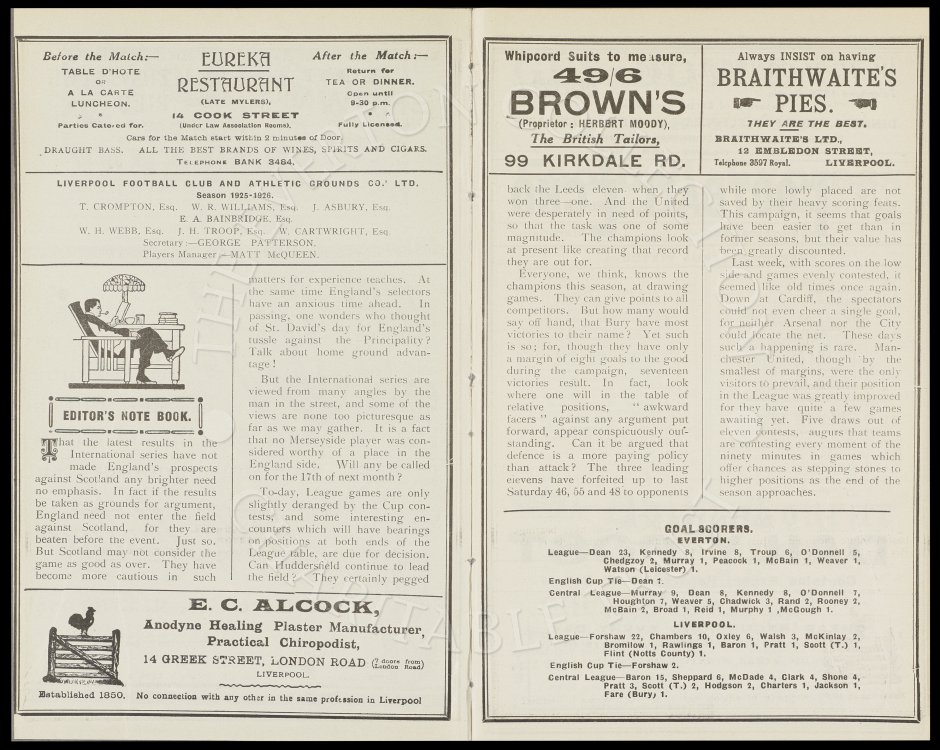 Before the Match:—
TABLE D'HOTE
OR
A LA CARTE
LUNCHEON.
Parties Catered for.
EUREKA
RESTAURANT
(LATE MYLERS),
14 COOK STREET
(Under Law Association Rooms),
After the Match:—
Return for
TEA OR DINNER.
Open until
9-30 p.m.
Fully Licensed.
Cars for the Match start within 2 minutes of Door.
DRAUGHT BASS. ALL THE BEST BRANDS OF WINES, SPIRITS AND CIGARS.
TELEPHONE BANK 3464.
LIVERPOOL FOOTBALL CLUB AND ATHLETIC GROUNDS CO.' LTD.
Season 1925-1926.
T. CROMPTON, Esq. W. R. WILLIAMS, Esq. J. ASBURY, Esq.
E. A. BAINBRIDGE, Esq.
W. H. WEBB, Esq. J. H. TROOP, Esq. W. CARTWRIGHT, Esq.
Secretary:—GEORGE PATTERSON.
Players Manager:—MATT McQUEEN.
EDITOR'S NOTE BOOK.
That the latest results in the
International series have not
made England's prospects
against Scotland any brighter need
no emphasis. In fact if the results
be taken as grounds for argument,
England need not enter the field
against Scotland, for they are
beaten before the event. Just so.
But Scotland may not consider the
game as good as over. They have
become more cautious in such
matters for experience teaches. At
the same time England's selectors
have an anxious time ahead. In
passing, one wonders who thought
of St. David's day for England's
tussle against the Principality?
Talk about home ground advan-
tage!
But the International series are
viewed from many angles by the
man in the street, and some of the
views are none too picturesque as
far as we may gather. It is a fact
that no Merseyside player was con-
sidered worthy of a place in the
England side. Will any be called
on for the 17th of next month?
To-day, League games are only
slightly deranged by the Cup con-
tests, and some interesting en-
counters which will have bearings
on positions at both ends of the
League table, are due for decision.
Can Huddersfield continue to lead
the field? They certainly pegged
E. C. ALCOCK,
Anodyne Healing Plaster Manufacturer,
Practical Chiropodist,
14 GREEK STREET, LONDON ROAD (7 doors from London Road)
LIVERPOOL.
Established 1850. No connection with any other in the same profession in Liverpool
Whipcord Suits to measure,
49/6
BROWN'S
(Proprietor: HERBERT MOODY),
The British Tailors,
99 KIRKDALE RD.
Always INSIST on having
BRAITHWAITE'S
PIES.
THEY ARE THE BEST.
BRAITHWAITE'S LTD.,
12 EMBLEDON STREET,
Telephone 3597 Royal. LIVERPOOL.
back the Leeds eleven when they
won three—one. And the United
were desperately in need of points,
so that the task was one of some
magnitude. The champions look
at present like creating that record
they are out for.
Everyone, we think, knows the
champions this season, at drawing
games. They can give points to all
competitors. But how many would
say off hand, that Bury have most
victories to their name? Yet such
is so; for, though they have only
a margin of eight goals to the good
during the campaign, seventeen
victories result. In fact, look
where one will in the table of
relative positions, "awkward
facers" against any argument put
forward, appear conspicuously out-
standing. Can it be argued that
defence is a more paying policy
than attack? The three leading
elevens have forfeited up to last
Saturday 46, 55 and 48 to opponents
while more lowly placed are not
saved by their heavy scoring feats.
This campaign, it seems that goals
have been easier to get than in
former seasons, but their value has
been greatly discounted.
Last week, with scores on the low
side and games evenly contested, it
seemed like old times once again.
Down at Cardiff, the spectators
could not even cheer a single goal,
for neither Arsenal nor the City
could locate the net. These days
such a happening is rare. Man-
chester United, though by the
smallest of margins, were the only
visitors to prevail, and their position
in the League was greatly improved
for they have quite a few games
awaiting yet. Five draws out of
eleven contests, augurs that teams
are contesting every moment of the
ninety minutes in games which
offer chances as stepping stones to
higher positions as the end of the
season approaches.
GOAL SCORERS.
EVERTON.
League—Dean 23, Kennedy 8, Irvine 8, Troup 6, O'Donnell 5,
Chedgzoy 2, Murray 1, Peacock 1, McBain 1, Weaver 1,
Watson (Leicester) 1.
English Cup Tie—Dean 1.
Central League—Murray 9, Dean 8, Kennedy 8, O'Donnell 7,
Houghton 7, Weaver 5, Chadwick 3, Rand 2, Rooney 2,
McBain 2, Broad 1, Reid 1, Murphy 1, McGough 1.
LIVERPOOL.
League—Forshaw 22, Chambers 10, Oxley 6, Walsh 3, McKinlay 2,
Bromilow 1, Rawlings 1, Baron 1, Pratt 1, Scott (T.) 1,
Flint (Notts County) 1.
English Cup Tie—Forshaw 2.
Central League—Baron 15, Sheppard 6, McDade 4, Clark 4, Shone 4,
Pratt 3, Scott (T.) 2, Hodgson 2, Charters 1, Jackson 1,
Fare (Bury) 1.